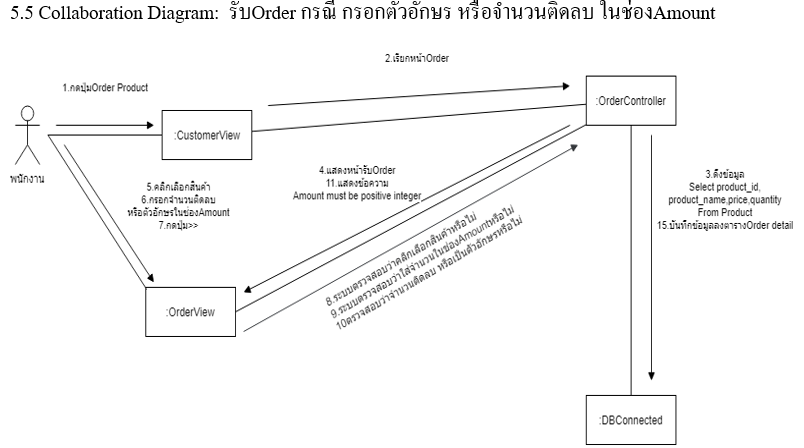 5.5 Collaboration Diagram: รับOrder กรณี กรอกตัวอักษร หรือจำนวนติดลบ ในช่องAmount
2.เรียกหน้าOrder
1.กดปุ่มOrder Product
:OrderController
:CustomerView
พนักงาน
4.แสดงหน้ารับOrder
11.แสดงข้อความ
Amount must be positive integer
3.ดึงข้อมูล
Select product_id,
product_name,price,quantity
From Product
15.บันทึกข้อมูลลงตารางOrder detail
5.คลิกเลือกสินค้า
6.กรอกจำนวนติดลบ
หรือตัวอักษรในช่องAmount
7.กดปุ่ม>>
8.ระบบตรวจสอบว่าคลิกเลือกสินค้าหรือไม่
9.ระบบตรวจสอบว่าใส่จำนวนในช่องAmountหรือไม่
10ตรวจสอบว่าจำนวนติดลบ หรือเป็นตัวอักษรหรือไม่
:OrderView
:DBConnected